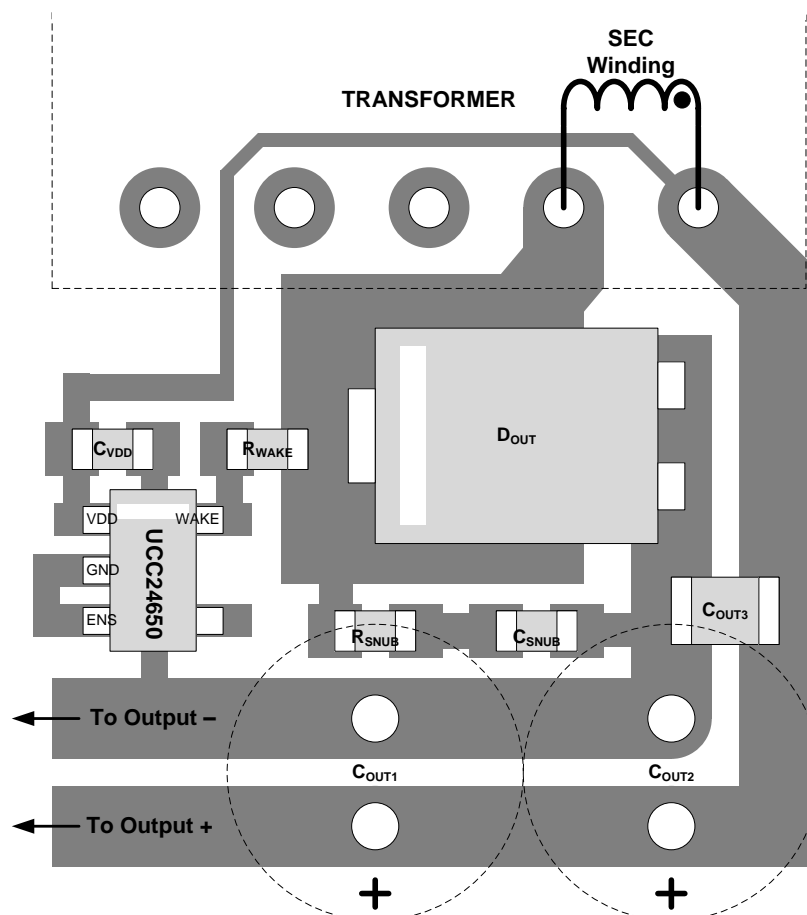 SEC
Winding
TRANSFORMER
CVDD
RWAKE
DOUT
VDD
WAKE
GND
UCC24650
ENS
RSNUB
CSNUB
COUT3
To Output –
COUT1
COUT2
To Output +
+
+